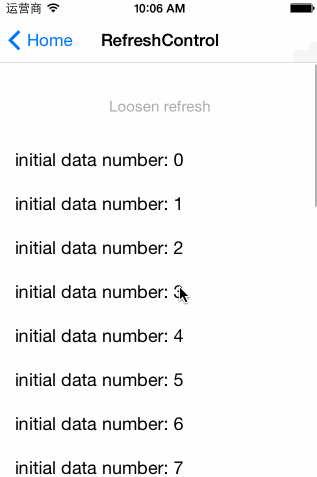 运营商 10:06 AM
Home RefreshControl
Loosen refresh
initial data number: 0
initial data number: 1
initial data number: 2
initial data number: 3
initial data number: 4
initial data number: 5
initial data number: 6
initial data number: 7